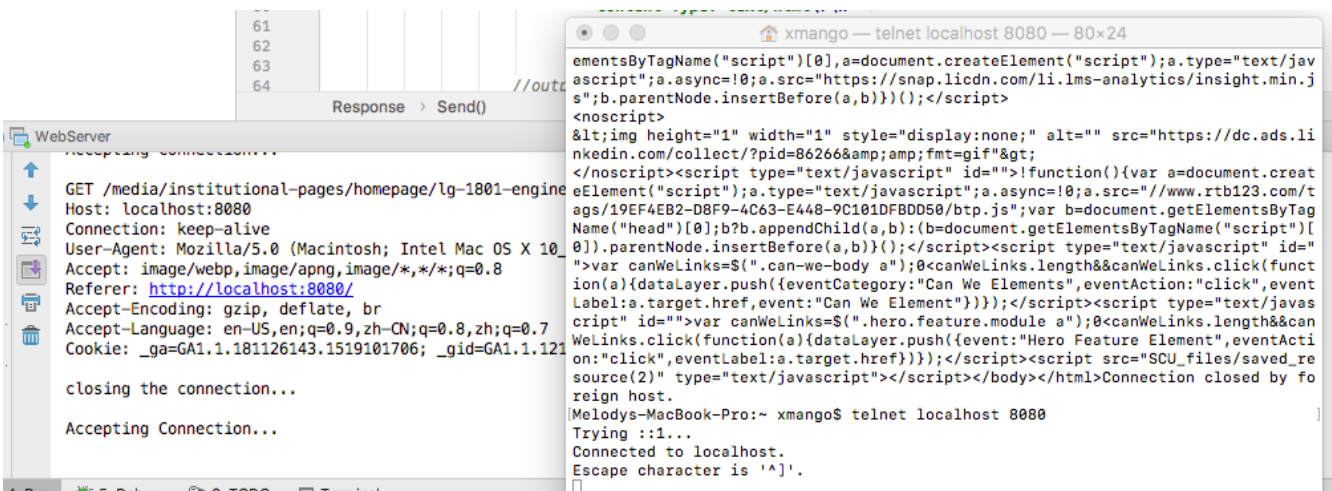 61
62
63
64 //outp
Response › Send()
WebServer
Accepting connection...
GET /media/institutional-pages/homepage/lg-1801-engine
Host: localhost:8080
Connection: keep-alive
User-Agent: Mozilla/5.0 (Macintosh; Intel Mac OS X 10_
Accept: image/webp,image/apng,image/*,*/*;q=0.8
Referer: http://localhost:8080/
Accept-Encoding: gzip, deflate, br
Accept-Language: en-US,en;q=0.9,zh-CN;q=0.8,zh;q=0.7
Cookie: _ga=GA1.1.181126143.1519101706; _gid=GA1.1.121
closing the connection...
Accepting Connection...
xmango — telnet localhost 8080 — 80×24
ementsByTagName("script")[0],a=document.createElement("script");a.type="text/jav
ascript";a.async=!0;a.src="https://snap.licdn.com/li.lms-analytics/insight.min.j
s";b.parentNode.insertBefore(a,b)})();</script>
<noscript>
&lt;img height="1" width="1" style="display:none;" alt="" src="https://dc.ads.li
nkedin.com/collect/?pid=86266&amp;amp;fmt=gif"&gt;
</noscript><script type="text/javascript" id="">!function(){var a=document.creat
eElement("script");a.type="text/javascript";a.async=!0;a.src="//www.rtb123.com/t
ags/19EF4EB2-D8F9-4C63-E448-9C101DFBDD50/btp.js";var b=document.getElementsByTag
Name("head")[0];b?b.appendChild(a,b):(b=document.getElementsByTagName("script")[
0]).parentNode.insertBefore(a,b)}();</script><script type="text/javascript" id="
">var canWeLinks=$(".can-we-body a");0<canWeLinks.length&&canWeLinks.click(funct
ion(a){dataLayer.push({eventCategory:"Can We Elements",eventAction:"click",event
Label:a.target.href,event:"Can We Element"})});</script><script type="text/javas
cript" id="">var canWeLinks=$(".hero.feature.module a");0<canWeLinks.length&&can
WeLinks.click(function(a){dataLayer.push({event:"Hero Feature Element",eventActi
on:"click",eventLabel:a.target.href})});</script><script src="SCU_files/saved_re
source(2)" type="text/javascript"></script></body></html>Connection closed by fo
reign host.
[Melodys-MacBook-Pro:~ xmango$ telnet localhost 8080 ]
Trying ::1...
Connected to localhost.
Escape character is '^]'.